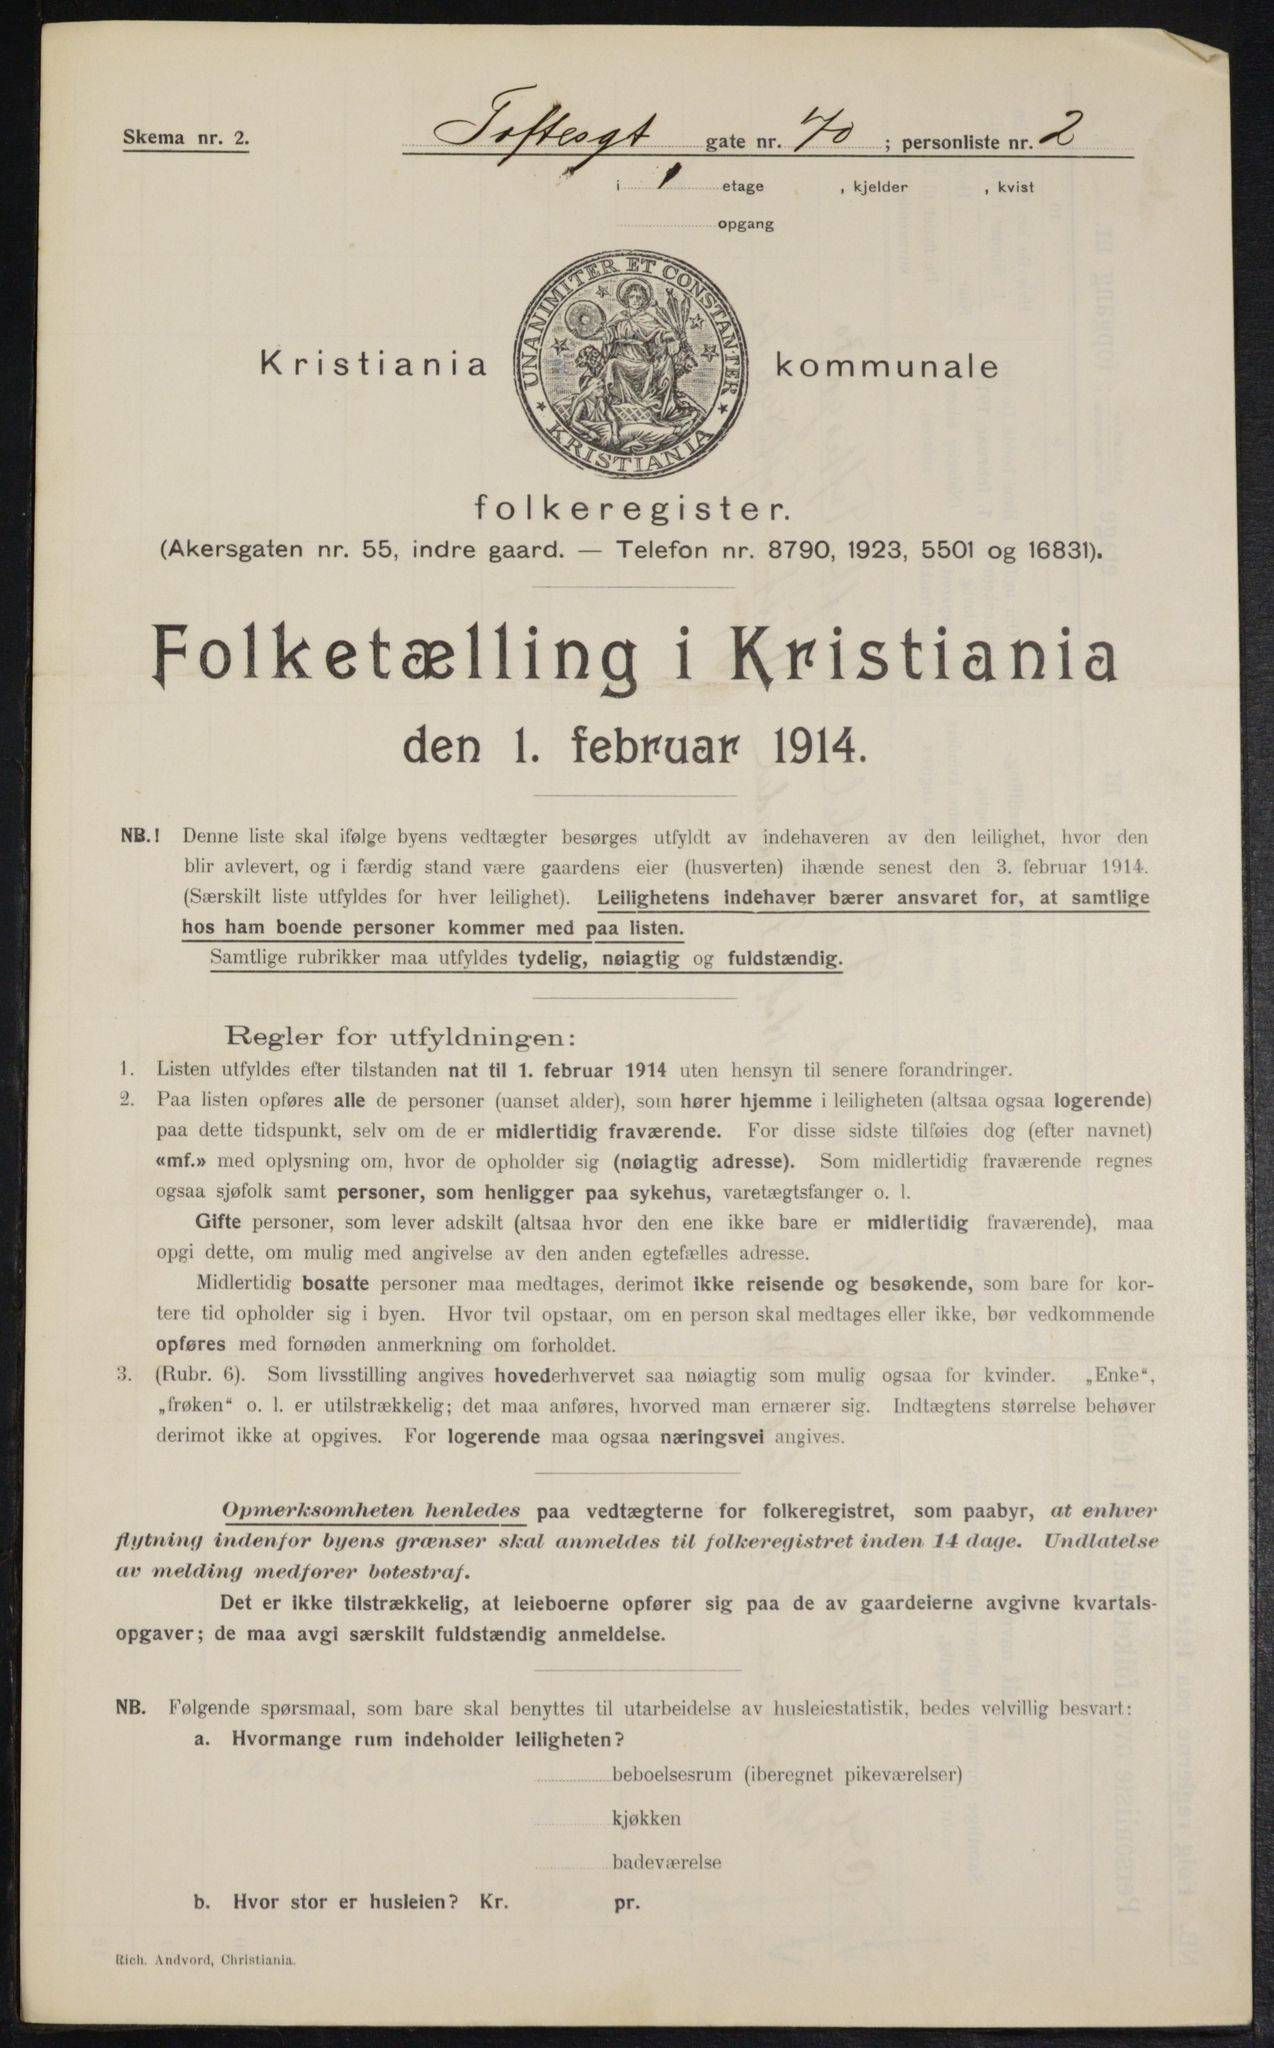 Skema nr. 2.
Toftesgt gate nr. 70 ; personliste nr. 2
i 1 etage , kjelder , kvist
opgang
UNANIMITER ET CONSTANTER
KRISTIANIA
Kristiania kommunale
folkeregister.
(Akersgaten nr. 55, indre gaard. — Telefon nr. 8790, 1923, 5501 og 16831).
Folketælling i Kristiania
den 1. februar 1914.
NB.! Denne liste skal ifølge byens vedtægter besørges utfyldt av indehaveren av den leilighet, hvor den
blir avlevert, og i færdig stand være gaardens eier (husverten) ihænde senest den 3. februar 1914.
(Særskilt liste utfyldes for hver leilighet). Leilighetens indehaver bærer ansvaret for, at samtlige
hos ham boende personer kommer med paa listen.
Samtlige rubrikker maa utfyldes tydelig, nøiagtig og fuldstændig.
Regler for utfyldningen:
1. Listen utfyldes efter tilstanden nat til 1. februar 1914 uten hensyn til senere forandringer.
2. Paa listen opføres alle de personer (uanset alder), som hører hjemme i leiligheten (altsaa ogsaa logerende)
paa dette tidspunkt, selv om de er midlertidig fraværende. For disse sidste tilføies dog (efter navnet)
«mf.» med oplysning om, hvor de opholder sig (nøiagtig adresse). Som midlertidig fraværende regnes
ogsaa sjøfolk samt personer, som henligger paa sykehus, varetægtsfanger o. l.
Gifte personer, som lever adskilt (altsaa hvor den ene ikke bare er midlertidig fraværende), maa
opgi dette, om mulig med angivelse av den anden egtefælles adresse.
Midlertidig bosatte personer maa medtages, derimot ikke reisende og besøkende, som bare for kor-
tere tid opholder sig i byen. Hvor tvil opstaar, om en person skal medtages eller ikke, bør vedkommende
opføres med fornøden anmerkning om forholdet.
3. (Rubr. 6). Som livsstilling angives hovederhvervet saa nøiagtig som mulig ogsaa for kvinder. „Enke“,
„frøken“ o. l. er utilstrækkelig; det maa anføres, hvorved man ernærer sig. Indtægtens størrelse behøver
derimot ikke at opgives. For logerende maa ogsaa næringsvei angives.
Opmerksomheten henledes paa vedtægterne for folkeregistret, som paabyr, at enhver
flytning indenfor byens grænser skal anmeldes til folkeregistret inden 14 dage. Undlatelse
av melding medfører bøtestraf.
Det er ikke tilstrækkelig, at leieboerne opfører sig paa de av gaardeierne avgivne kvartals-
opgaver; de maa avgi særskilt fuldstændig anmeldelse.
NB. Følgende spørsmaal, som bare skal benyttes til utarbeidelse av husleiestatistik, bedes velvillig besvart:
a. Hvormange rum indeholder leiligheten?
beboelsesrum (iberegnet pikeværelser)
kjøkken
badeværelse
b. Hvor stor er husleien? Kr. pr.
Rich. Andvord, Christiania.